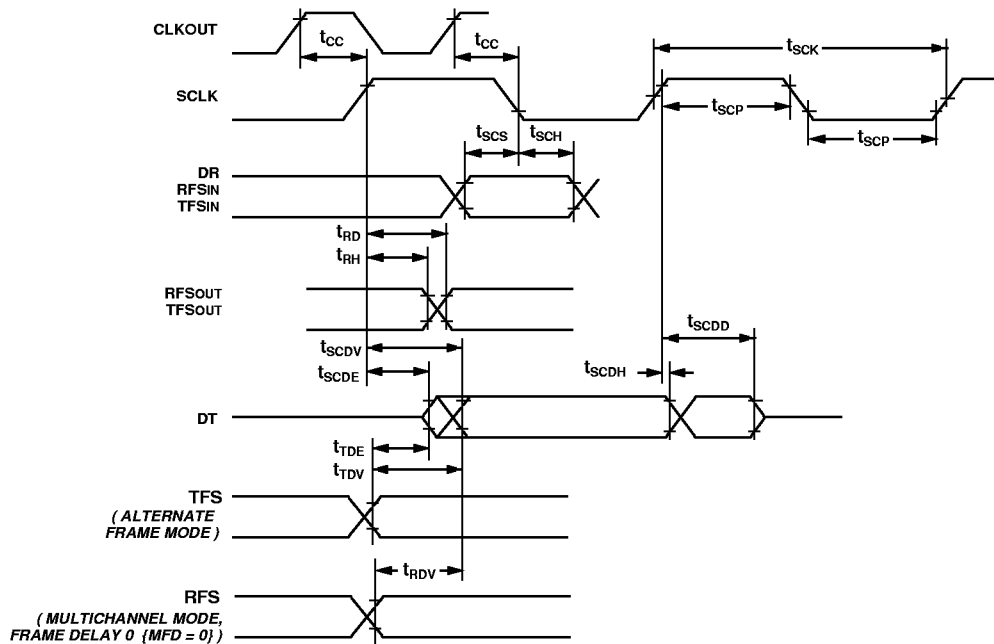 CLKOUT
tCC
tCC
tSCK
SCLK
tSCP
tSCP
tSCS
tSCH
DR
RFSIN
TFSIN
tRD
tRH
RFSOUT
TFSOUT
tSCDV
tSCDE
tSCDD
tSCDH
DT
tTDE
tTDV
TFS
( ALTERNATE
FRAME MODE )
tRDV
RFS
( MULTICHANNEL MODE,
FRAME DELAY 0 {MFD = 0} )